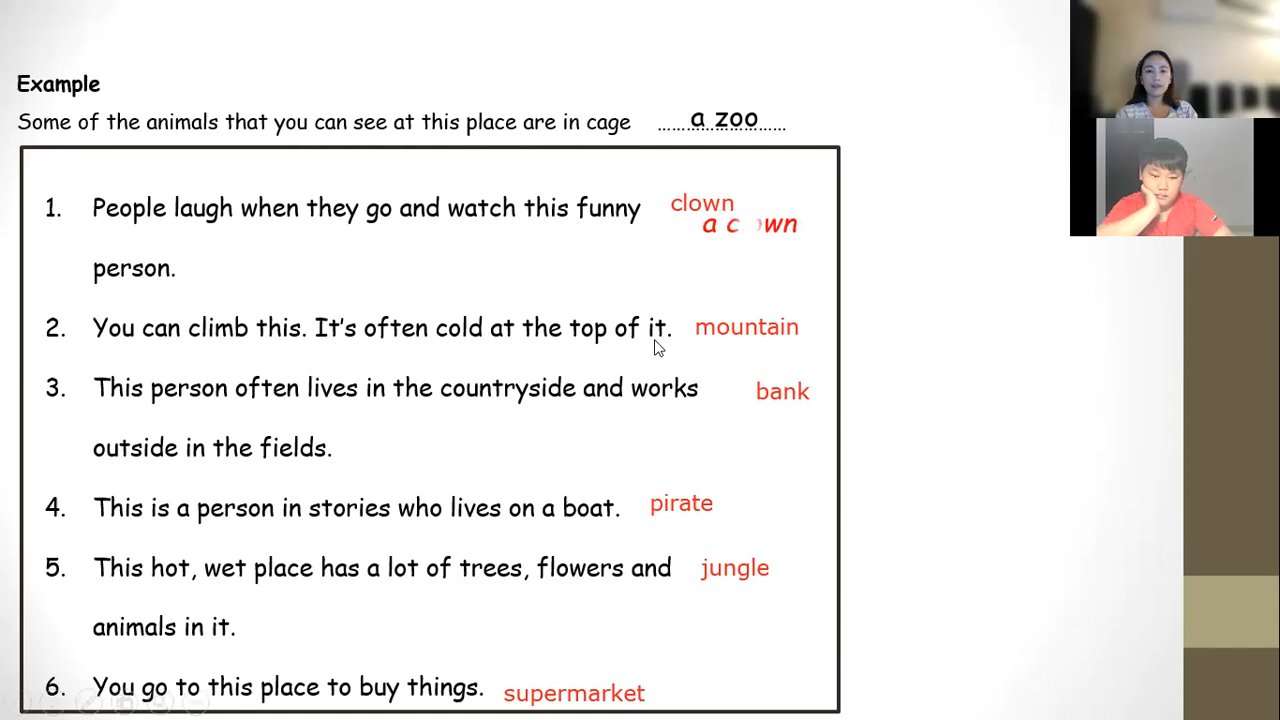 Example
Some of the animals that you can see at this place are in cage ……a zoo……
1. People laugh when they go and watch this funny clown
a c wn
person.
2. You can climb this. It's often cold at the top of it. mountain
3. This person often lives in the countryside and works bank
outside in the fields.
4. This is a person in stories who lives on a boat. pirate
5. This hot, wet place has a lot of trees, flowers and jungle
animals in it.
6. You go to this place to buy things. supermarket